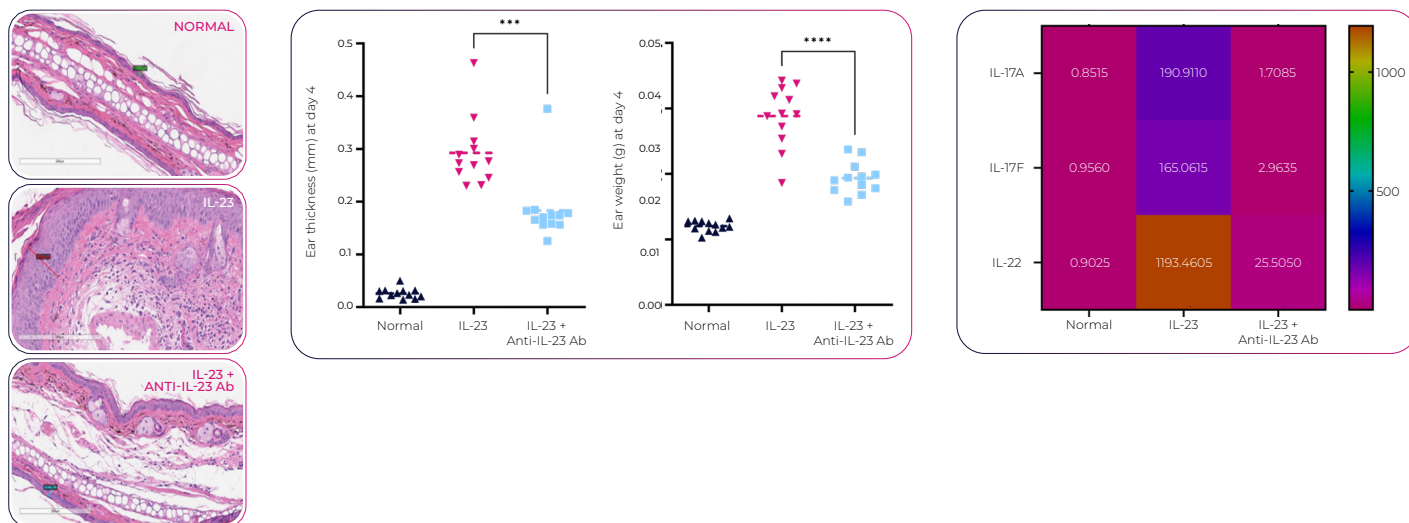 NORMAL
IL-23
IL-23 +
ANTI-IL-23 Ab
Ear thickness (mm) at day 4
0.5
0.4
0.3
0.2
0.1
0.0
***
Normal
IL-23
IL-23 +
Anti-IL-23 Ab
Ear weight (g) at day 4
0.05
0.04
0.03
0.02
0.01
0.00
****
Normal
IL-23
IL-23 +
Anti-IL-23 Ab
IL-17A 0.8515 190.9110 1.7085
IL-17F 0.9560 165.0615 2.9635
IL-22 0.9025 1193.4605 25.5050
Normal
IL-23
IL-23 +
Anti-IL-23 Ab
1000
500